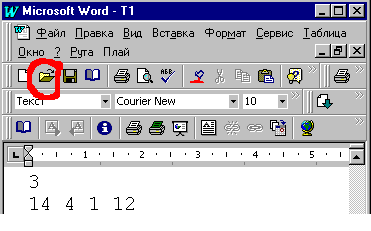 Microsoft Word - T1
Файл Правка Вид Вставка Формат Сервис Таблица
Окно ? Рута Плай
ABC
Текст Courier New 10
L 1 2 3 4 5
3
14 4 1 12